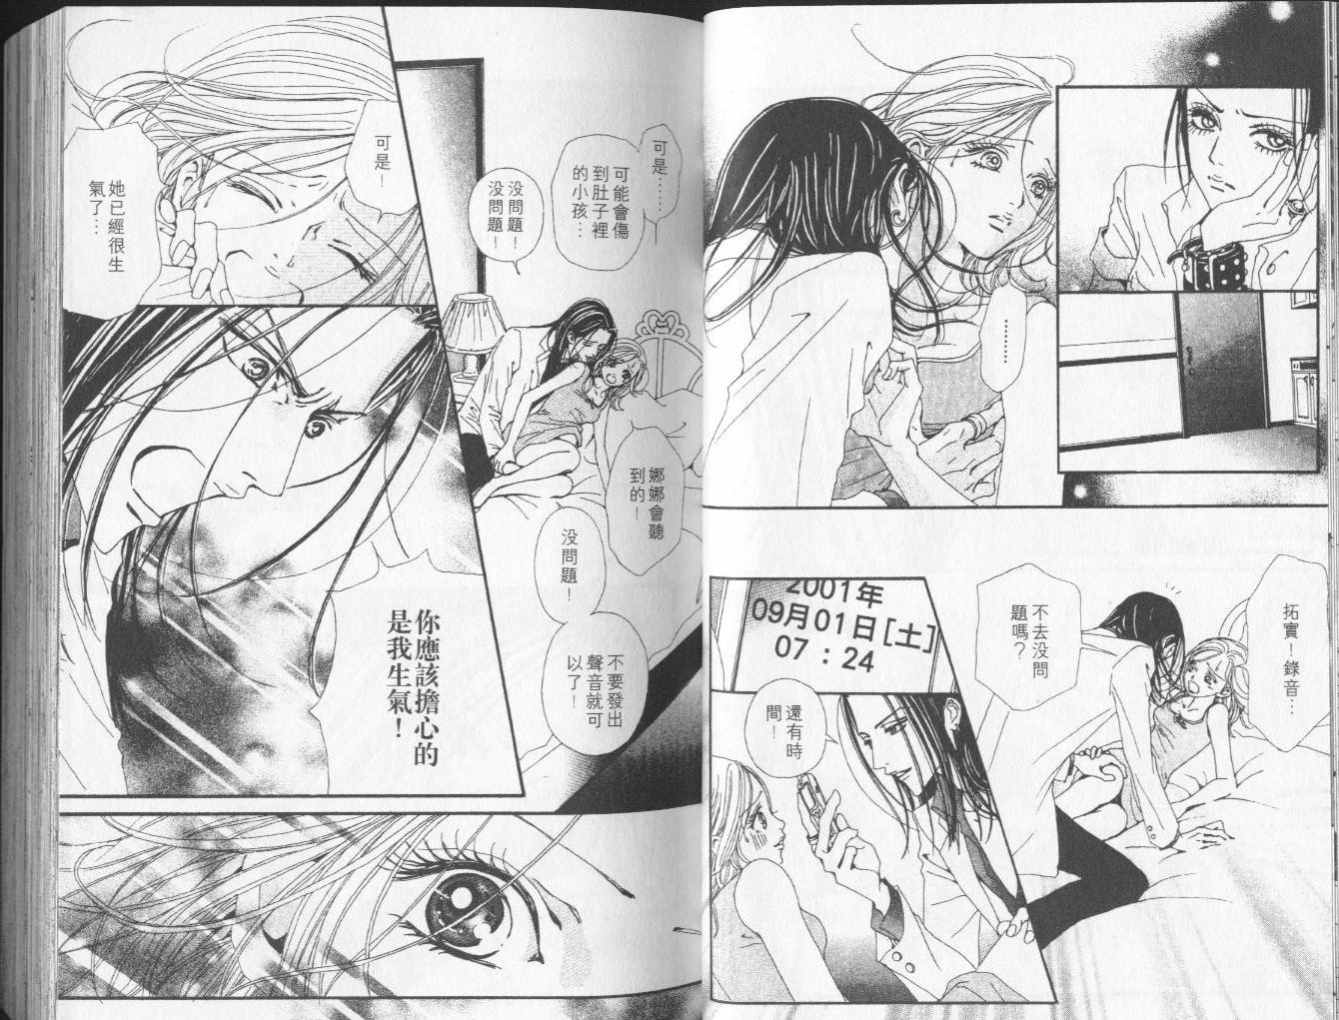 …………
拓實！錄音…
不去没問
題嗎？
2001年
09月01日[土]
07：24
還有時
間！
可是……
可能會傷
到肚子裡
的小孩…
没問題！
没問題！
娜娜會聽
到的！
没問題！
不要發出
聲音就可
以了！
可是！
她已經很生
氣了…
你應該擔心的
是我生氣！